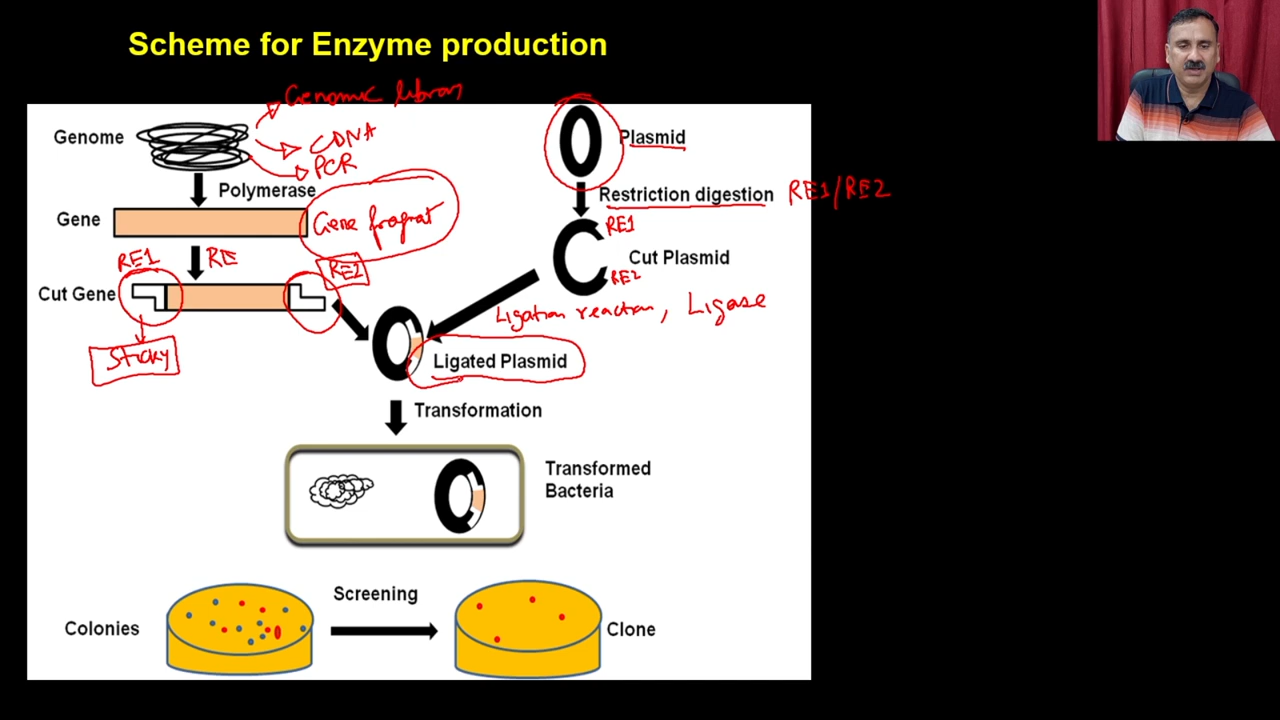 Scheme for Enzyme production
Genomic library
Genome
CDNA
PCR
Polymerase
Gene
Gene fragmat
RE1
RE
RE2
Cut Gene
Sticky
Plasmid
Restriction digestion RE1/RE2
RE1
Cut Plasmid
RE2
Ligation reaction, Ligase
Ligated Plasmid
Transformation
Transformed
Bacteria
Screening
Colonies
Clone